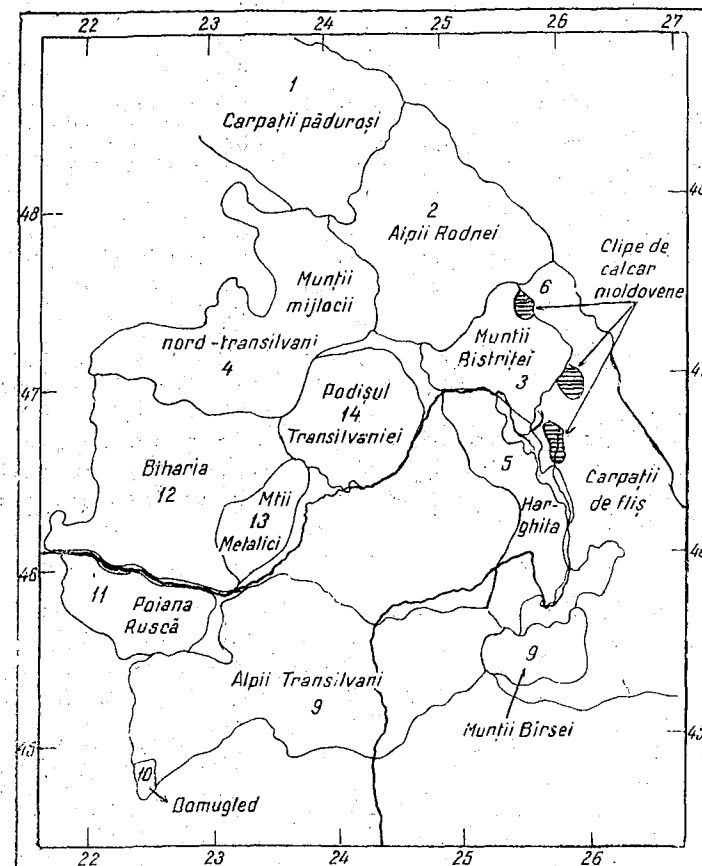 22 23 24 25 26 27
1
Carpații păduroși
48
2
Alpii Rodnei
Clipe de
calcar
moldovene
6
Munții
mijlocii
nord-transilvani
4
Munții
Bistriței
3
47
Podișul
14
Transilvaniei
Biharia
12
5
Carpații
de fliș
Mtii
13
Metalici
Har-
ghita
46
11
Poiana
Ruscă
9
Alpii Transilvani
9
Munții Bîrsei
45
10
Domugled
22 23 24 25 26